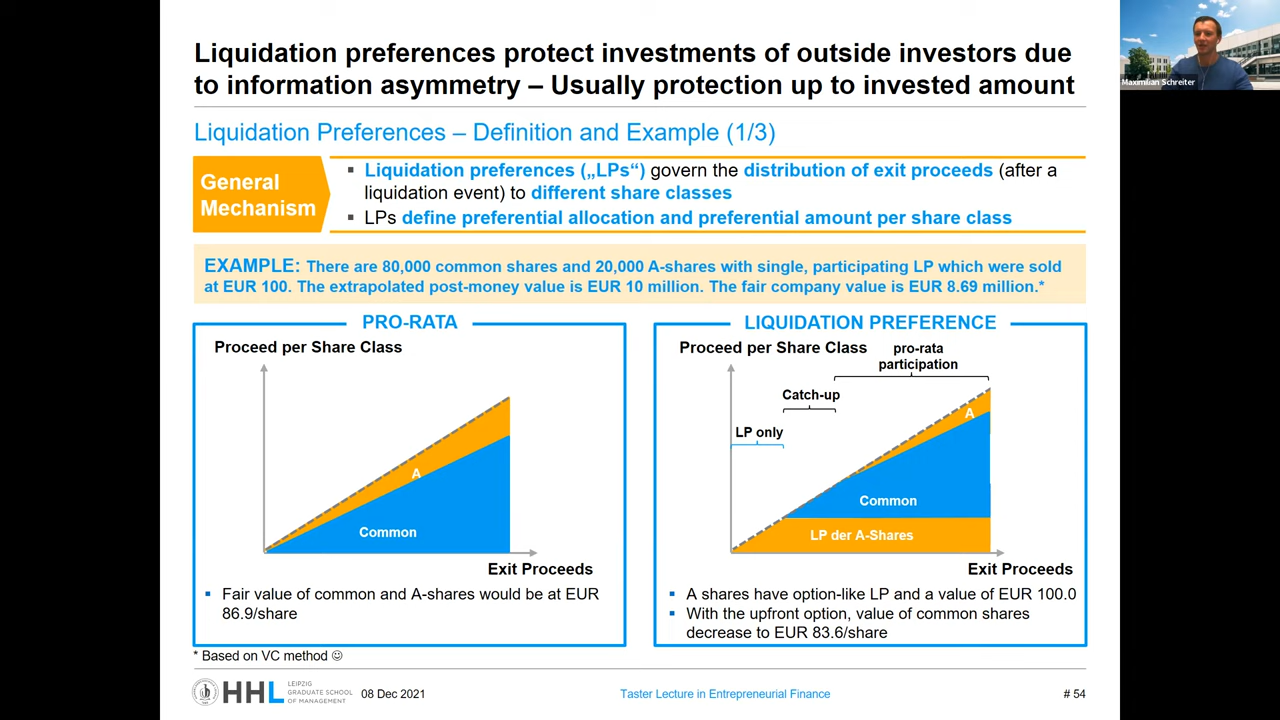 Liquidation preferences protect investments of outside investors due
to information asymmetry – Usually protection up to invested amount
Maximilian Schreiter
Liquidation Preferences – Definition and Example (1/3)
General
Mechanism
▪ Liquidation preferences („LPs“) govern the distribution of exit proceeds (after a
liquidation event) to different share classes
▪ LPs define preferential allocation and preferential amount per share class
EXAMPLE: There are 80,000 common shares and 20,000 A-shares with single, participating LP which were sold
at EUR 100. The extrapolated post-money value is EUR 10 million. The fair company value is EUR 8.69 million.*
PRO-RATA
Proceed per Share Class
A
Common
Exit Proceeds
▪ Fair value of common and A-shares would be at EUR
86.9/share
LIQUIDATION PREFERENCE
Proceed per Share Class
pro-rata
participation
Catch-up
LP only
A
Common
LP der A-Shares
Exit Proceeds
▪ A shares have option-like LP and a value of EUR 100.0
▪ With the upfront option, value of common shares
decrease to EUR 83.6/share
* Based on VC method ☺
HHL
LEIPZIG
GRADUATE SCHOOL
OF MANAGEMENT
08 Dec 2021
Taster Lecture in Entrepreneurial Finance
# 54